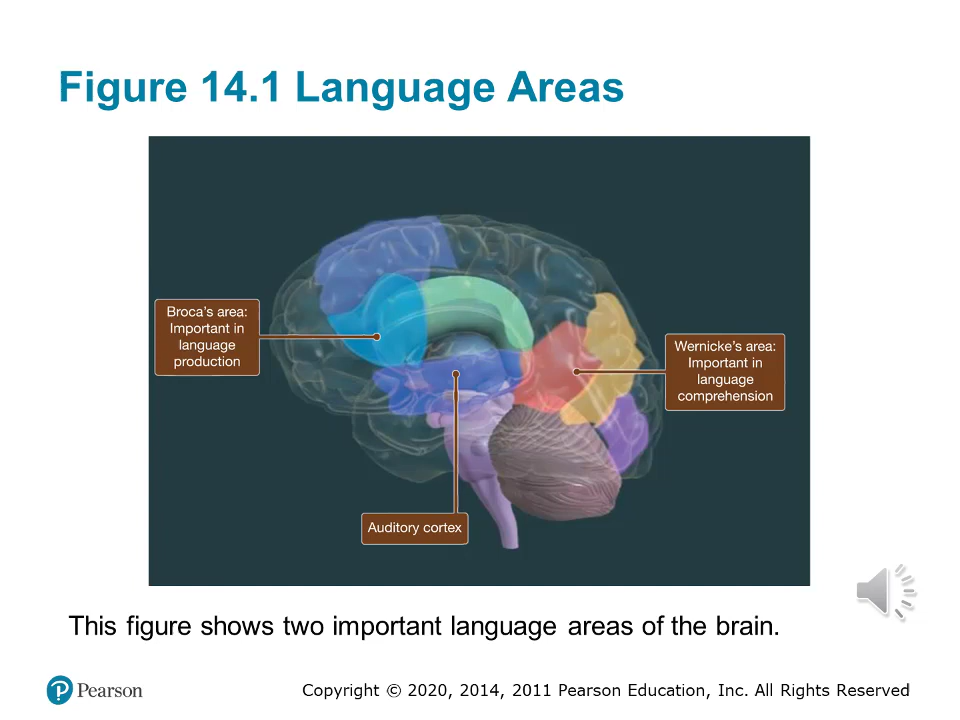 Figure 14.1 Language Areas
Broca's area:
Important in
language
production
Wernicke's area:
Important in
language
comprehension
Auditory cortex
This figure shows two important language areas of the brain.
P Pearson
Copyright © 2020, 2014, 2011 Pearson Education, Inc. All Rights Reserved